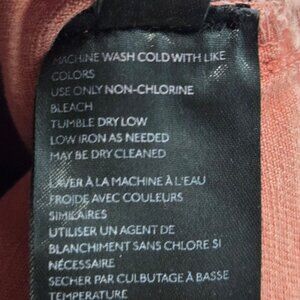 MACHINE WASH COLD WITH LIKE
COLORS
USE ONLY NON-CHLORINE
BLEACH
TUMBLE DRY LOW
LOW IRON AS NEEDED
MAY BE DRY CLEANED
LAVER À LA MACHINE À L'EAU
FROIDE AVEC COULEURS
SIMILAIRES
UTILISER UN AGENT DE
BLANCHIMENT SANS CHLORE SI
NÉCESSAIRE
SECHER PAR CULBUTAGE À BASSE
TEMPERATURE